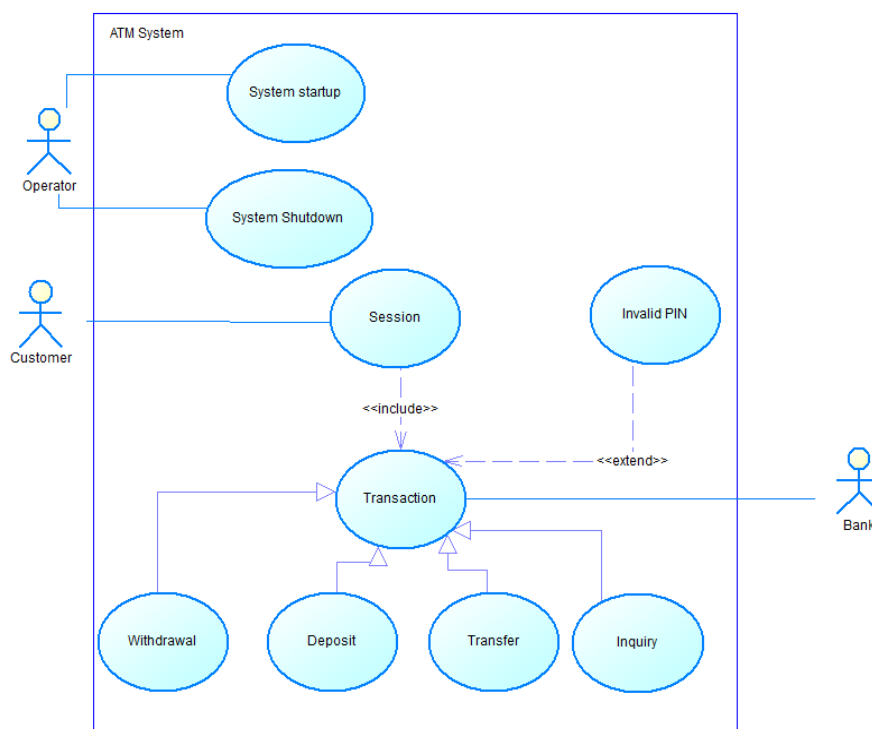 ATM System
System startup
Operator
System Shutdown
Session
Invalid PIN
Customer
<<include>>
<<extend>>
Transaction
Bank
Withdrawal
Deposit
Transfer
Inquiry